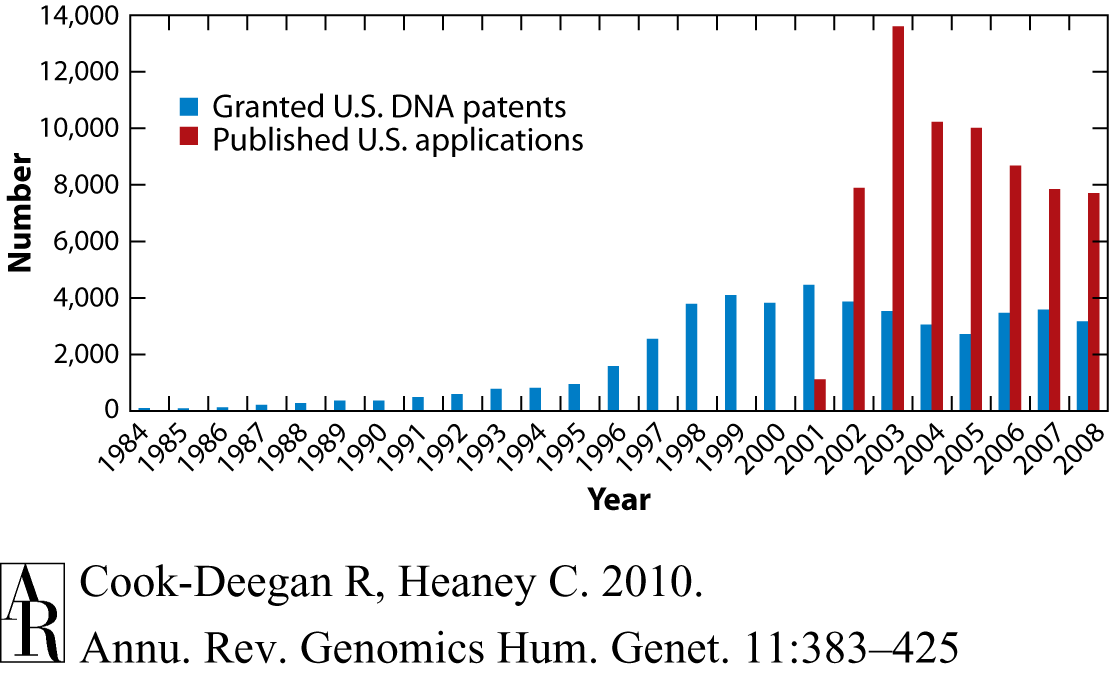 14,000
12,000
10,000
8,000
6,000
4,000
2,000
0
Number
Granted U.S. DNA patents
Published U.S. applications
1984 1985 1986 1987 1988 1989 1990 1991 1992 1993 1994 1995 1996 1997 1998 1999 2000 2001 2002 2003 2004 2005 2006 2007 2008
Year
AR
Cook-Deegan R, Heaney C. 2010.
Annu. Rev. Genomics Hum. Genet. 11:383–425